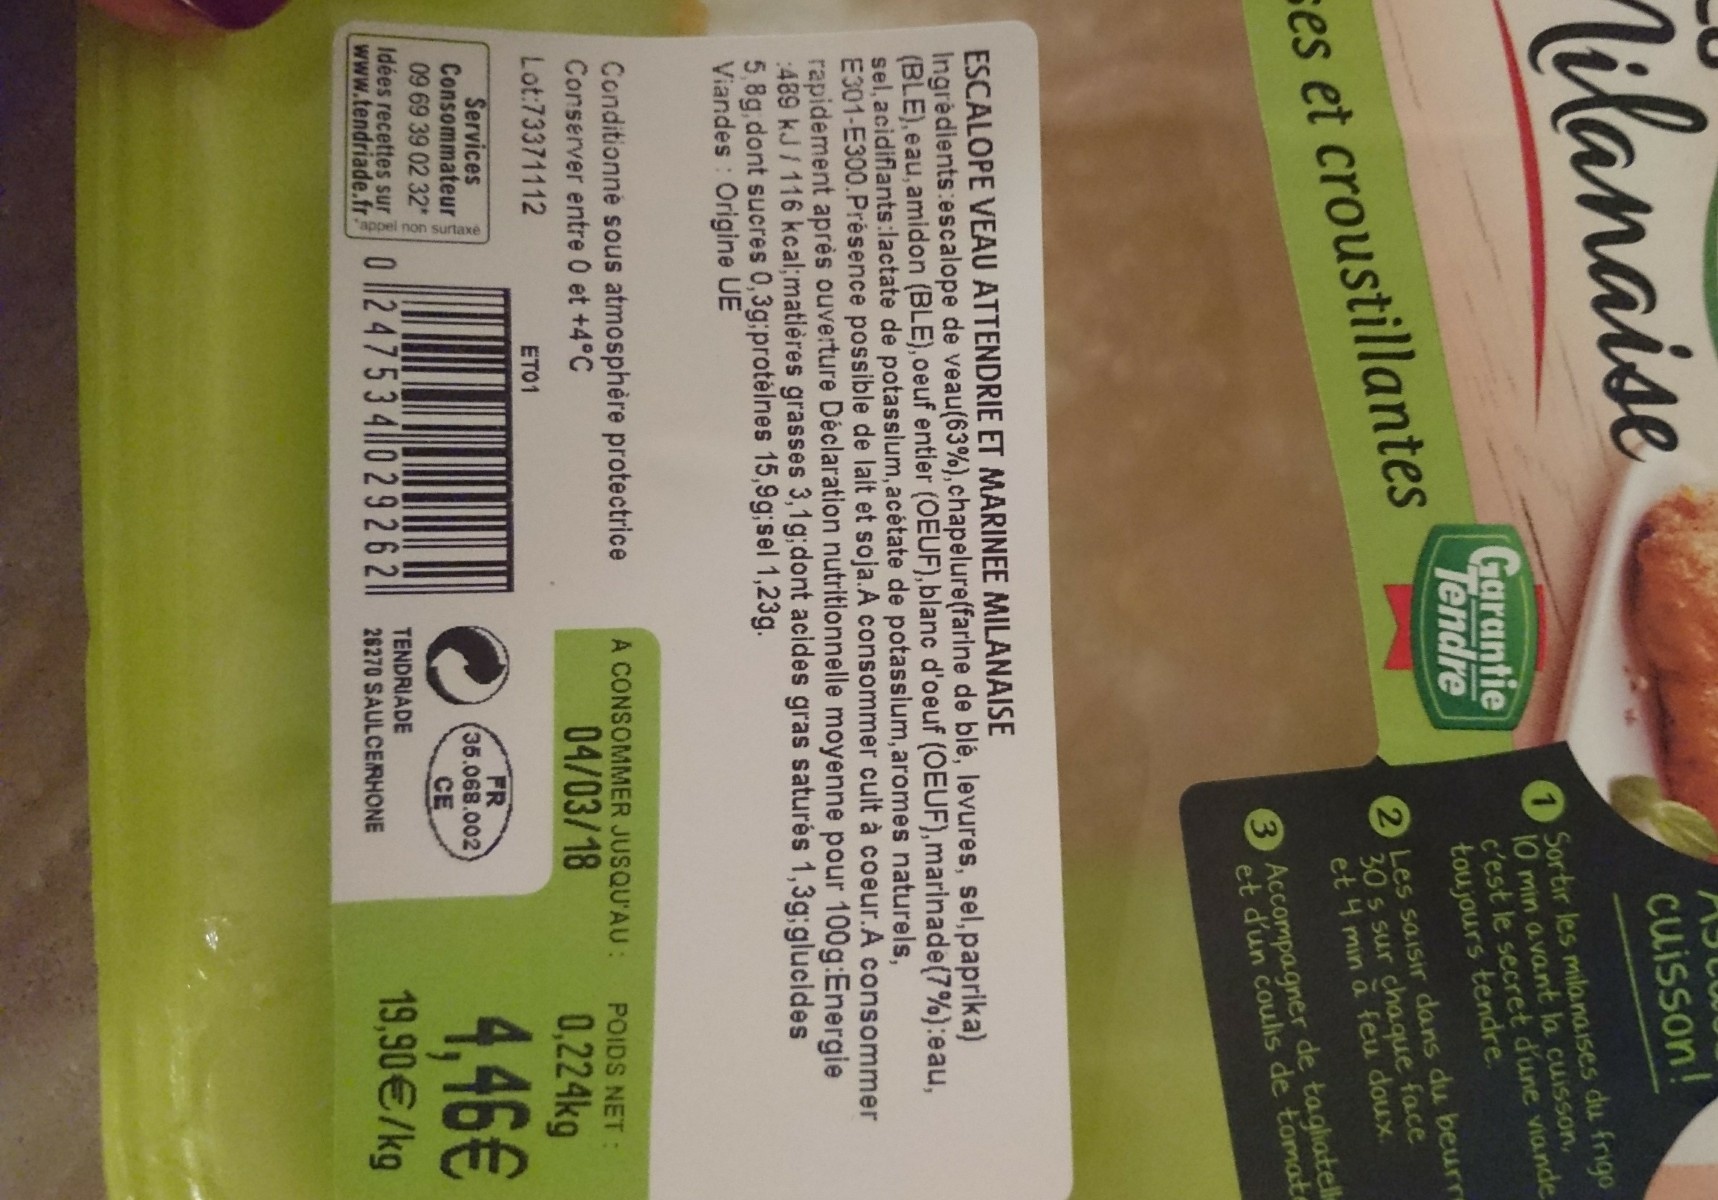 Milanaise
et croustillantes
Garantie
Tendre
cuisson!
1 Sortir les milanaises du frigo
10 min avant la cuisson,
c'est le secret d'une viande
toujours tendre.
2 Les saisir dans du
30 s sur chaque face
et 4 min à feu doux.
3 Accompagner de
et d'un coulis de
ESCALOPE VEAU ATTENDRIE ET MARINEE MILANAISE
Ingrédients:escalope de veau(63%),chapelure(farine de blé, levures, sel,paprika)
(BLE),eau,amidon (BLE),oeuf entier (OEUF),blanc d'oeuf (OEUF),marinade(7%):eau,
sel,acidifiants:lactate de potassium,acétate de potassium,aromes naturels,
E301-E300.Présence possible de lait et soja.A consommer cuit à coeur.A consommer
rapidement après ouverture Déclaration nutritionnelle moyenne pour 100g:Energie
:489 kJ / 116 kcal;matières grasses 3,1g;dont acides gras saturés 1,3g;glucides
5,8g;dont sucres 0,3g;protéines 15,9g;sel 1,23g.
Viandes : Origine UE
Conditionné sous atmosphère protectrice
Conserver entre 0 et +4°C
Lot:73371112
ET01
A CONSOMMER JUSQU'AU :
04/03/18
POIDS NET :
0,224kg
4,46€
19,90€/kg
Services
Consommateur
09 69 39 02 32*
*appel non surtaxé
Idées recettes sur
www.tendriade.fr
0 247534 029262
FR
35.068.002
CE
TENDRIADE
26270 SAULCE/RHONE